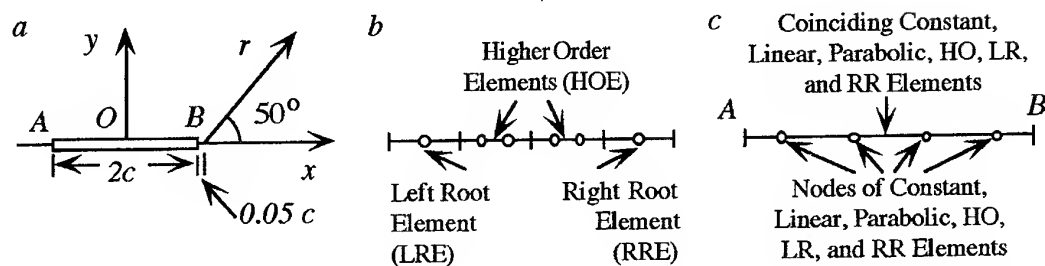 a
y
r
A
O
B
50°
2c
x
0.05 c
b
Higher Order
Elements (HOE)
Left Root
Element
(LRE)
Right Root
Element
(RRE)
c
Coinciding Constant,
Linear, Parabolic, HO, LR,
and RR Elements
A
B
Nodes of Constant,
Linear, Parabolic, HO,
LR, and RR Elements